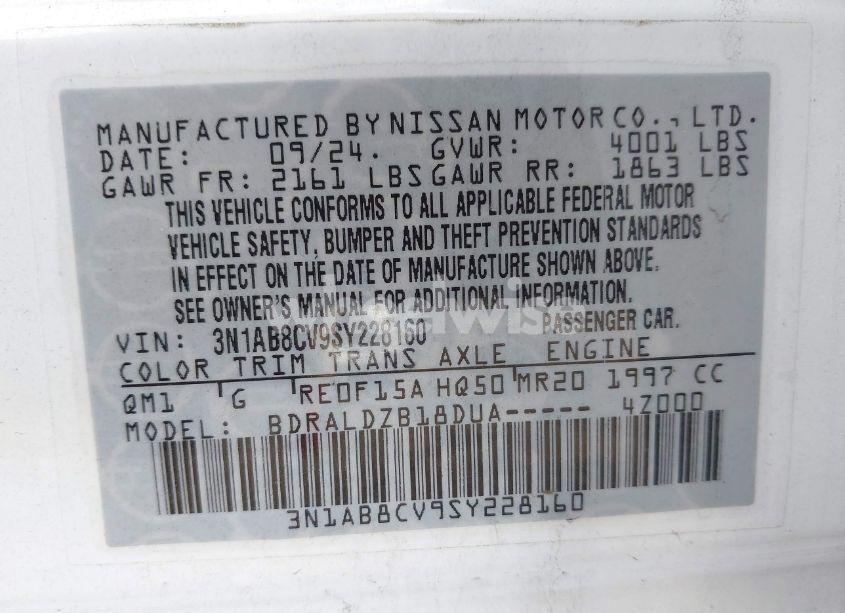 MANUFACTURED BY NISSAN MOTOR CO., LTD.
DATE: 09/24. GVWR: 4001 LBS
GAWR FR: 2161 LBS GAWR RR: 1863 LBS
THIS VEHICLE CONFORMS TO ALL APPLICABLE FEDERAL MOTOR
VEHICLE SAFETY, BUMPER AND THEFT PREVENTION STANDARDS
IN EFFECT ON THE DATE OF MANUFACTURE SHOWN ABOVE.
SEE OWNER'S MANUAL FOR ADDITIONAL INFORMATION.
VIN: 3N1AB8CV9SY228160 PASSENGER CAR.
COLOR TRIM TRANS AXLE ENGINE
QM1 G RE0F15A HQ50 MR20 1997 CC
MODEL: BDRALDZB18DUA----- 4Z000
3N1AB8CV9SY228160